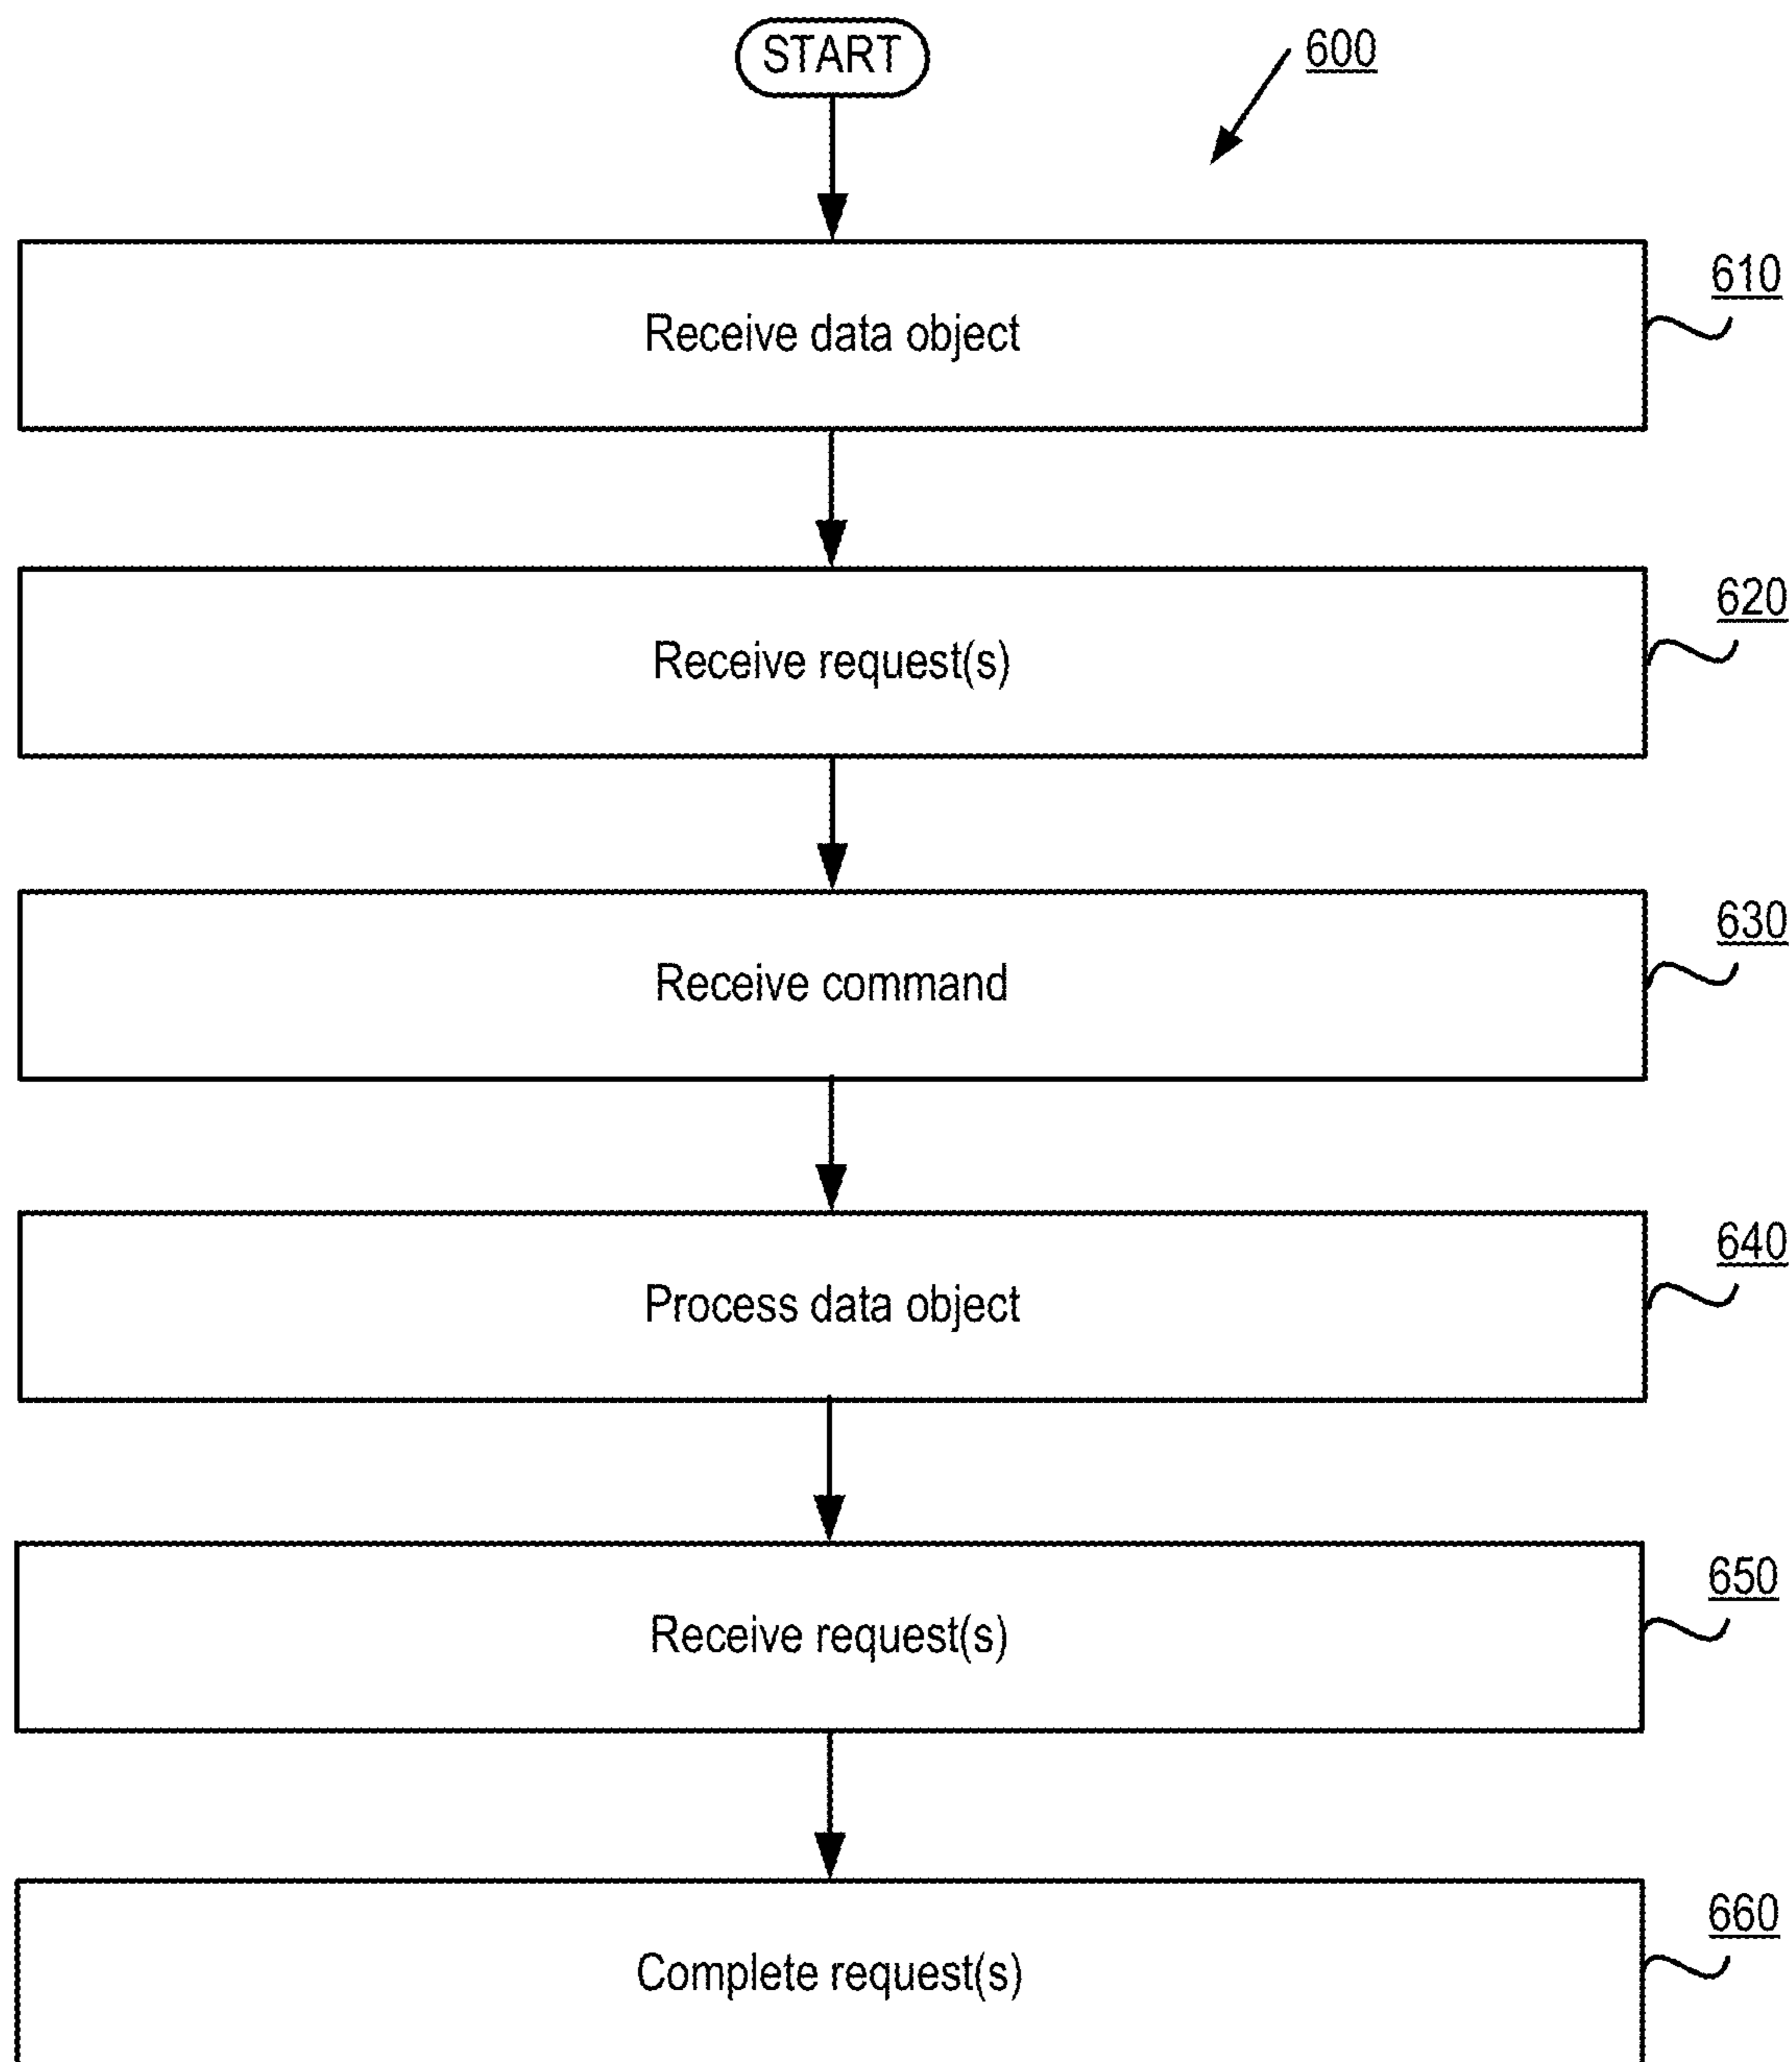 START
600
610
Receive data object
620
Receive request(s)
630
Receive command
640
Process data object
650
Receive request(s)
660
Complete request(s)